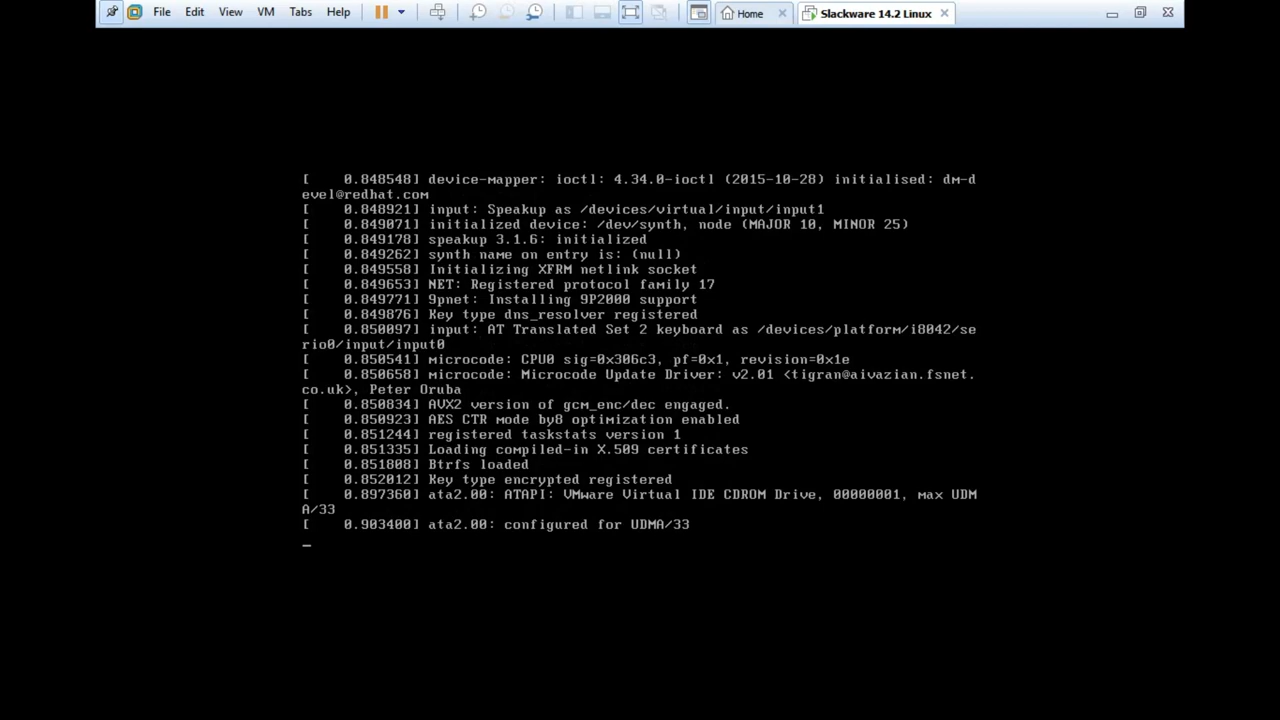 File Edit View VM Tabs Help Home Slackware 14.2 Linux
[    0.848548] device-mapper: ioctl: 4.34.0-ioctl (2015-10-28) initialised: dm-d
evel@redhat.com
[    0.848921] input: Speakup as /devices/virtual/input/input1
[    0.849071] initialized device: /dev/synth, node (MAJOR 10, MINOR 25)
[    0.849178] speakup 3.1.6: initialized
[    0.849262] synth name on entry is: (null)
[    0.849558] Initializing XFRM netlink socket
[    0.849653] NET: Registered protocol family 17
[    0.849771] 9pnet: Installing 9P2000 support
[    0.849876] Key type dns_resolver registered
[    0.850097] input: AT Translated Set 2 keyboard as /devices/platform/i8042/se
rio0/input/input0
[    0.850541] microcode: CPU0 sig=0x306c3, pf=0x1, revision=0x1e
[    0.850658] microcode: Microcode Update Driver: v2.01 <tigran@aivazian.fsnet.
co.uk>, Peter Oruba
[    0.850834] AVX2 version of gcm_enc/dec engaged.
[    0.850923] AES CTR mode by8 optimization enabled
[    0.851244] registered taskstats version 1
[    0.851335] Loading compiled-in X.509 certificates
[    0.851808] Btrfs loaded
[    0.852012] Key type encrypted registered
[    0.897360] ata2.00: ATAPI: VMware Virtual IDE CDROM Drive, 00000001, max UDM
A/33
[    0.903400] ata2.00: configured for UDMA/33
_